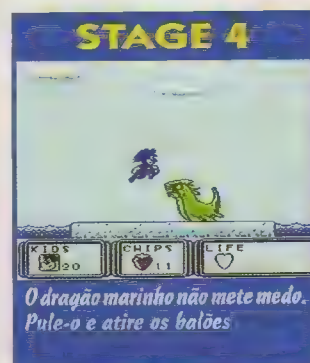 STAGE 4
KIDS CHIPS LIFE
20 11
O dragão marinho não mete medo.
Pule-o e atire os balões